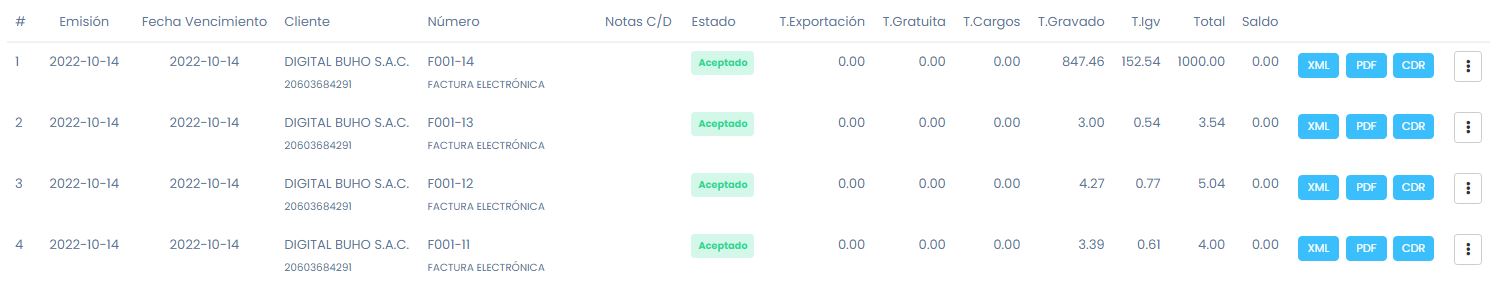 # Emisión Fecha Vencimiento Cliente Número Notas C/D Estado T.Exportación T.Gratuita T.Cargos T.Gravado T.Igv Total Saldo
1 2022-10-14 2022-10-14 DIGITAL BUHO S.A.C. F001-14 Aceptado 0.00 0.00 0.00 847.46 152.54 1000.00 0.00 XML PDF CDR
20603684291 FACTURA ELECTRÓNICA
2 2022-10-14 2022-10-14 DIGITAL BUHO S.A.C. F001-13 Aceptado 0.00 0.00 0.00 3.00 0.54 3.54 0.00 XML PDF CDR
20603684291 FACTURA ELECTRÓNICA
3 2022-10-14 2022-10-14 DIGITAL BUHO S.A.C. F001-12 Aceptado 0.00 0.00 0.00 4.27 0.77 5.04 0.00 XML PDF CDR
20603684291 FACTURA ELECTRÓNICA
4 2022-10-14 2022-10-14 DIGITAL BUHO S.A.C. F001-11 Aceptado 0.00 0.00 0.00 3.39 0.61 4.00 0.00 XML PDF CDR
20603684291 FACTURA ELECTRÓNICA